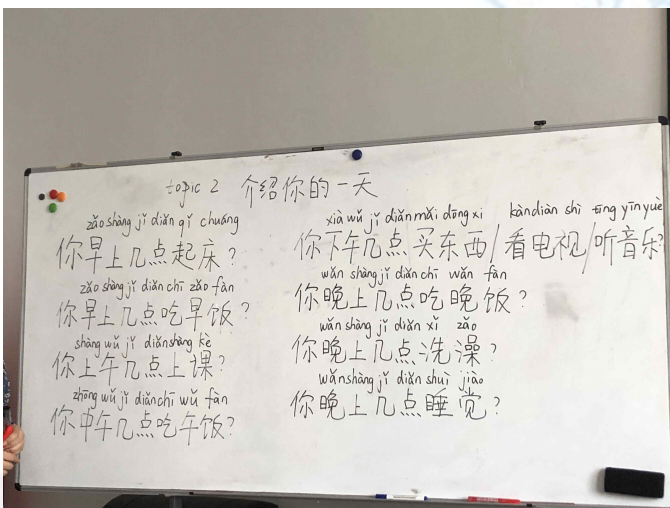 topic 2 介绍你的一天
zǎo shàng jǐ diǎn qǐ chuáng
你早上几点起床?
zǎo shàng jǐ diǎn chī zǎo fàn
你早上几点吃早饭?
shàng wǔ jǐ diǎn shàng kè
你上午几点上课?
zhōng wǔ jǐ diǎn chī wǔ fàn
你中午几点吃午饭?
xià wǔ jǐ diǎn mǎi dōng xi kàn diàn shì tīng yīn yuè
你下午几点买东西/看电视/听音乐?
wǎn shàng jǐ diǎn chī wǎn fàn
你晚上几点吃晚饭?
wǎn shàng jǐ diǎn xǐ zǎo
你晚上几点洗澡?
wǎn shàng jǐ diǎn shuì jiào
你晚上几点睡觉?